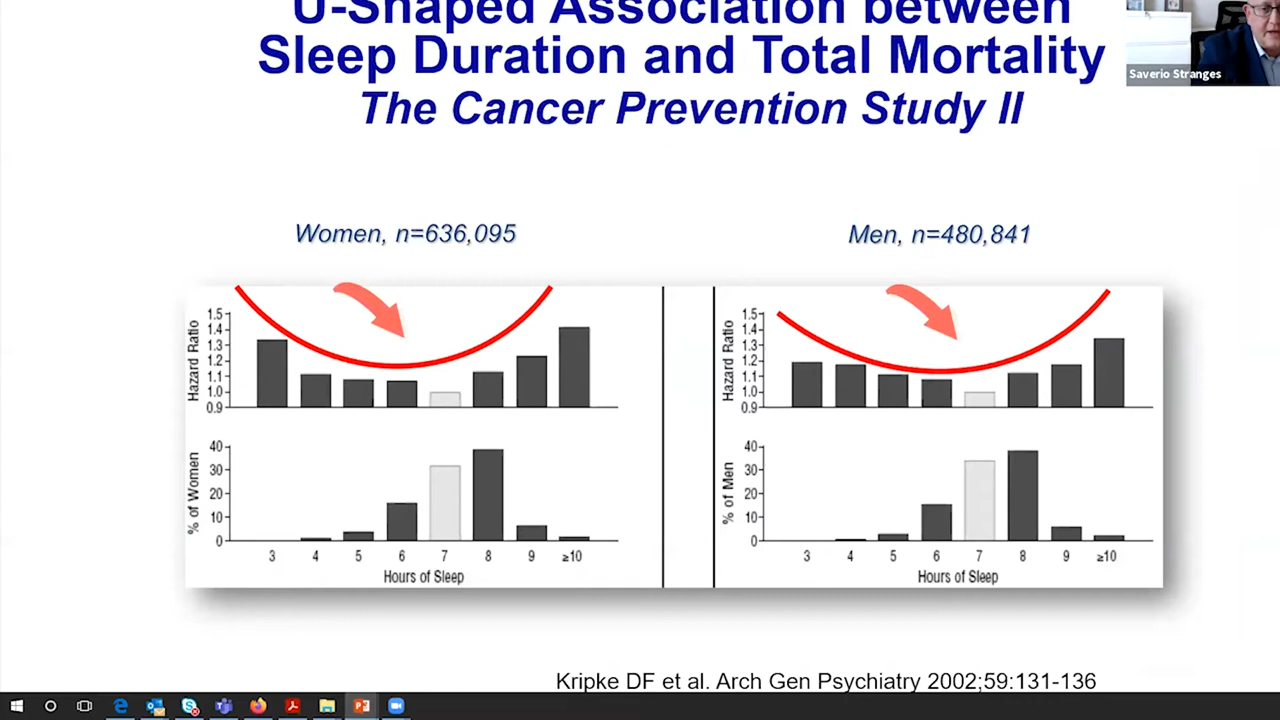 U-Shaped Association between
Sleep Duration and Total Mortality
The Cancer Prevention Study II
Saverio Stranges
Women, n=636,095
Men, n=480,841
Hazard Ratio
1.5
1.4
1.3
1.2
1.1
1.0
0.9
% of Women
40
30
20
10
0
3 4 5 6 7 8 9 ≥10
Hours of Sleep
Hazard Ratio
1.5
1.4
1.3
1.2
1.1
1.0
0.9
% of Men
40
30
20
10
0
3 4 5 6 7 8 9 ≥10
Hours of Sleep
Kripke DF et al. Arch Gen Psychiatry 2002;59:131-136